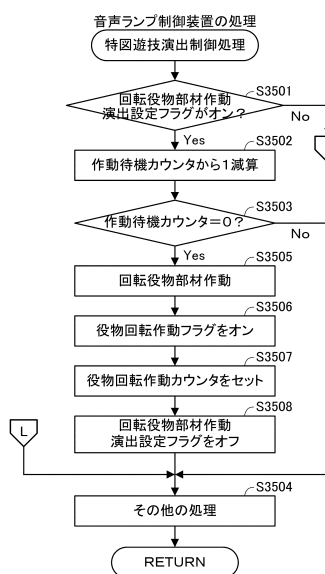 音声ランプ制御装置の処理
特図遊技演出制御処理
S3501
回転役物部材作動
演出設定フラグがオン？
No
Yes
S3502
作動待機カウンタから1減算
S3503
作動待機カウンタ＝0？
No
Yes
S3505
回転役物部材作動
S3506
役物回転作動フラグをオン
S3507
役物回転作動カウンタをセット
S3508
回転役物部材作動
演出設定フラグをオフ
L
S3504
その他の処理
RETURN